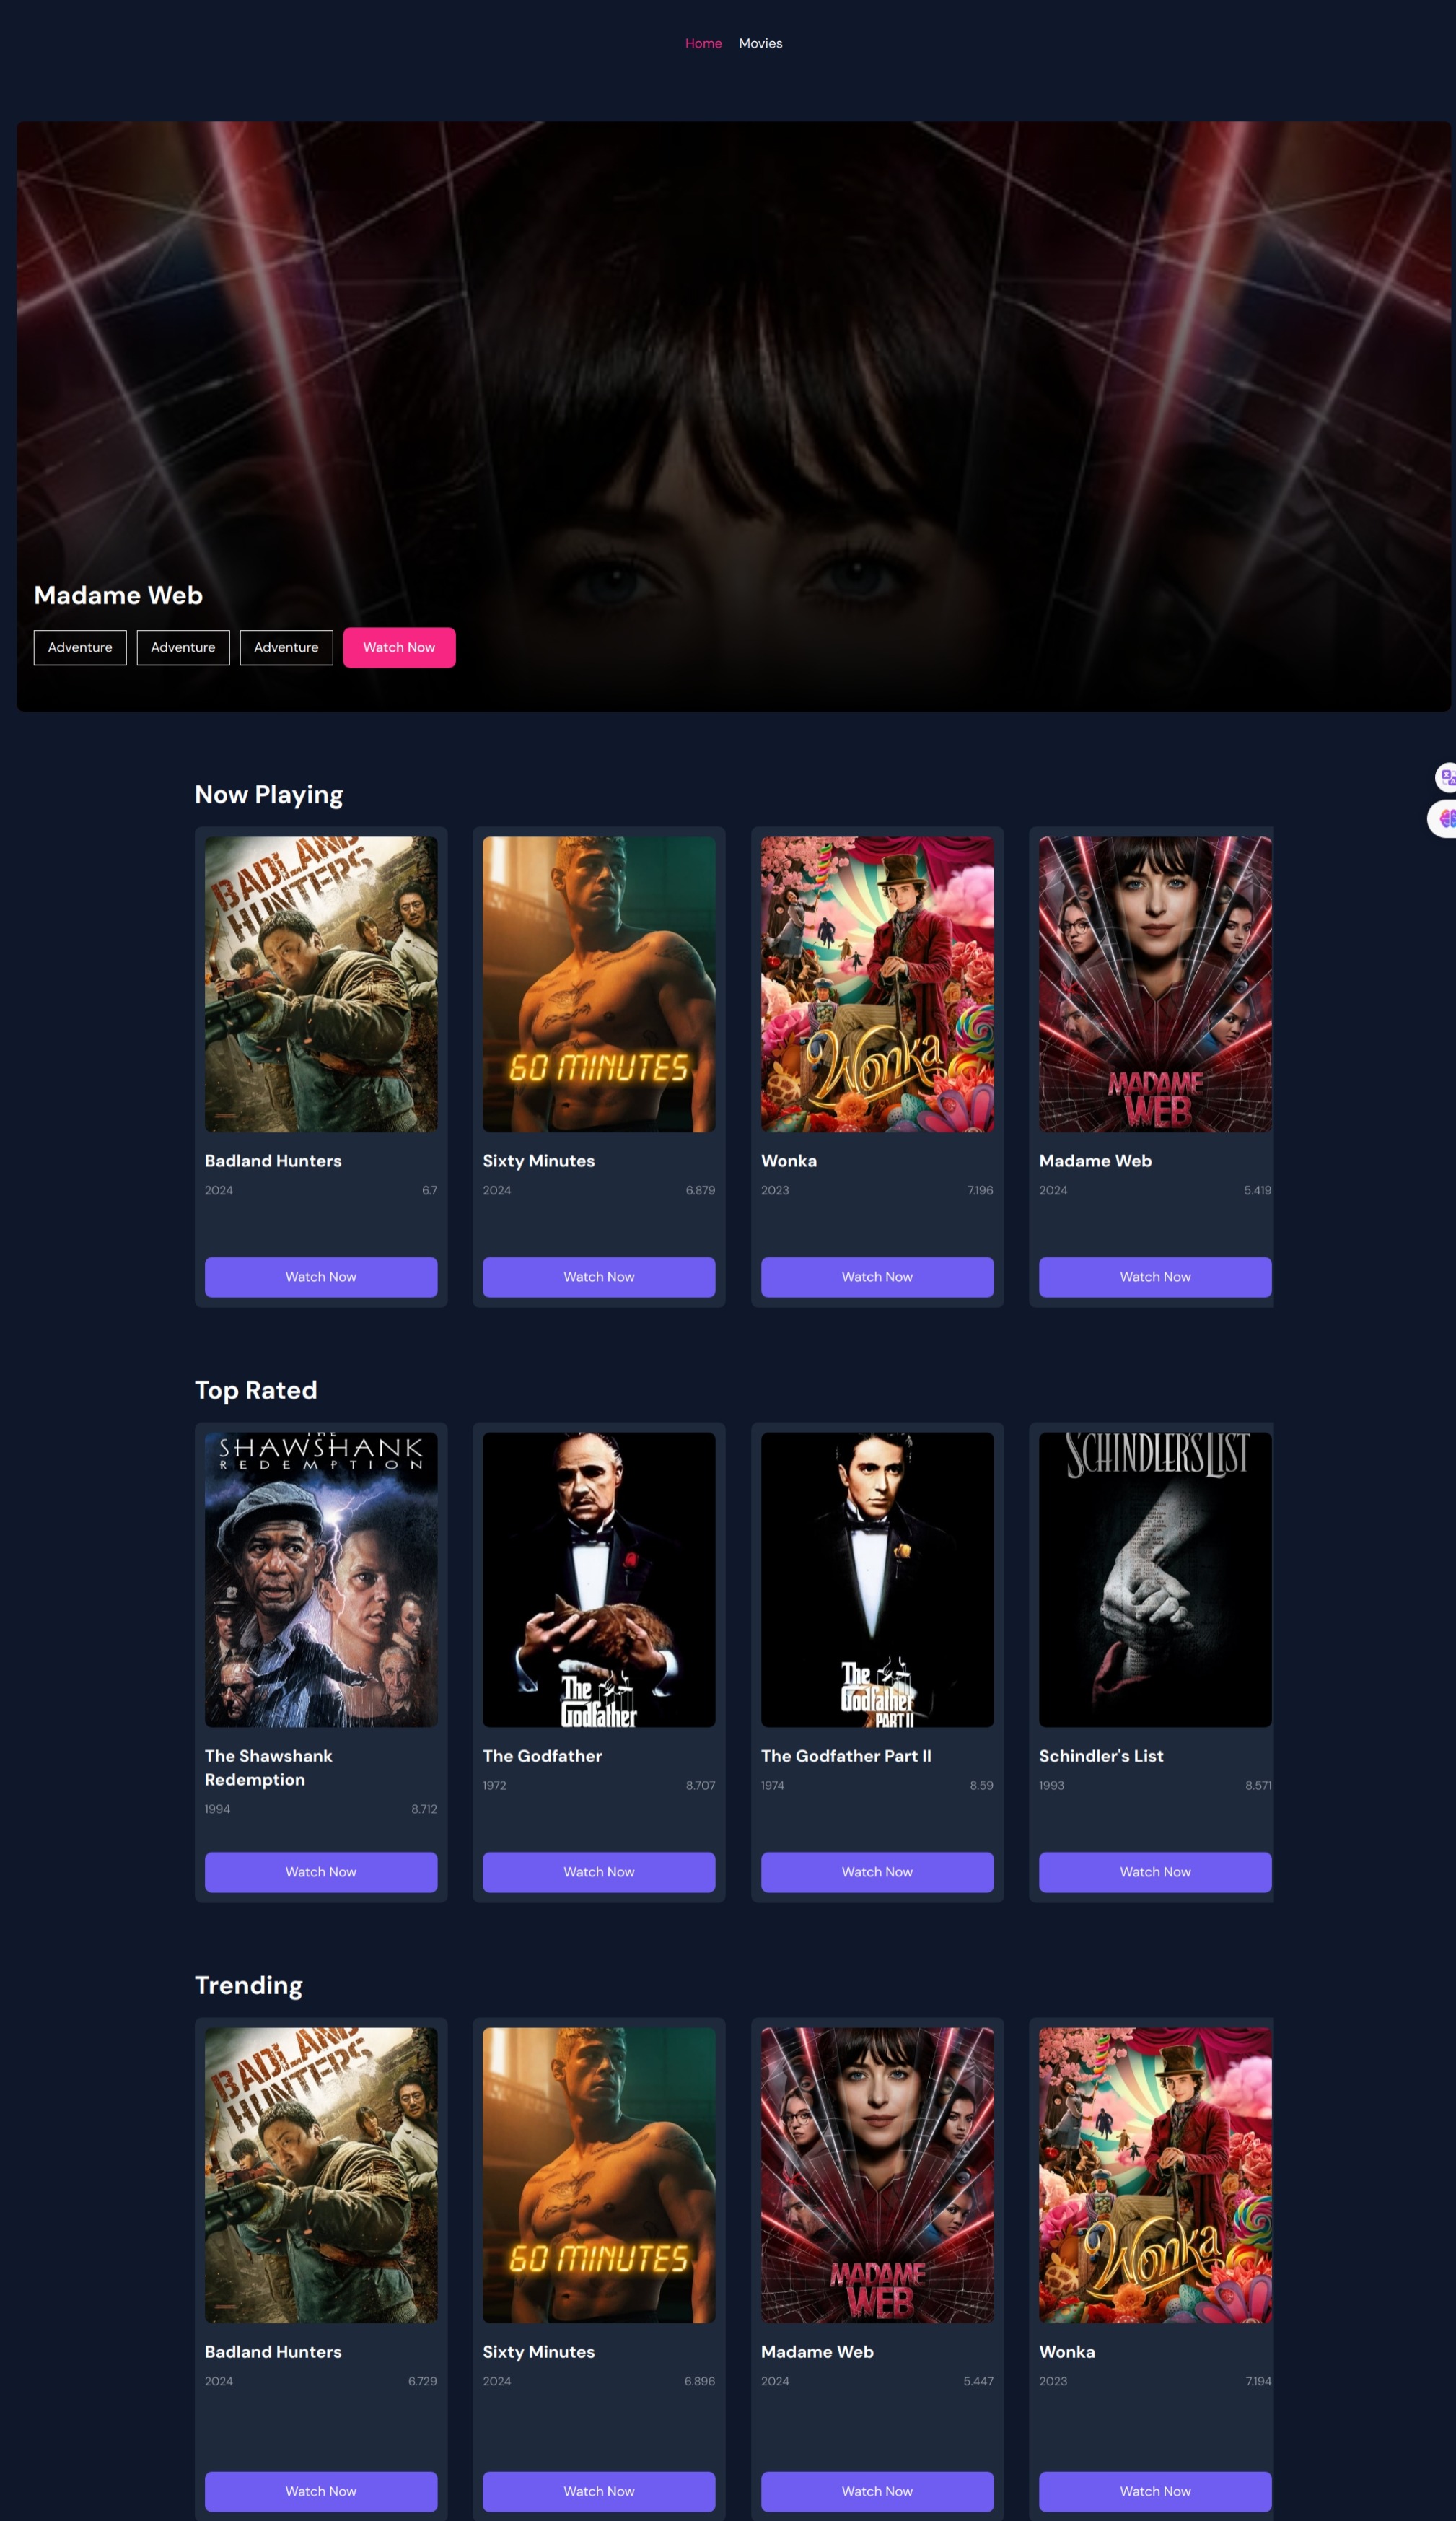 Home Movies
Madame Web
Adventure Adventure Adventure Watch Now
Now Playing
BADLAND
HUNTERS
60 MINUTES
Wonka
MADAME
WEB
Badland Hunters
2024 6.7
Watch Now
Sixty Minutes
2024 6.879
Watch Now
Wonka
2023 7.196
Watch Now
Madame Web
2024 5.419
Watch Now
Top Rated
THE
SHAWSHANK
REDEMPTION
The
Godfather
The
Godfather
PART II
SCHINDLER'S LIST
The Shawshank
Redemption
1994 8.712
Watch Now
The Godfather
1972 8.707
Watch Now
The Godfather Part II
1974 8.59
Watch Now
Schindler's List
1993 8.571
Watch Now
Trending
BADLAND
HUNTERS
60 MINUTES
MADAME
WEB
Wonka
Badland Hunters
2024 6.729
Watch Now
Sixty Minutes
2024 6.896
Watch Now
Madame Web
2024 5.447
Watch Now
Wonka
2023 7.194
Watch Now